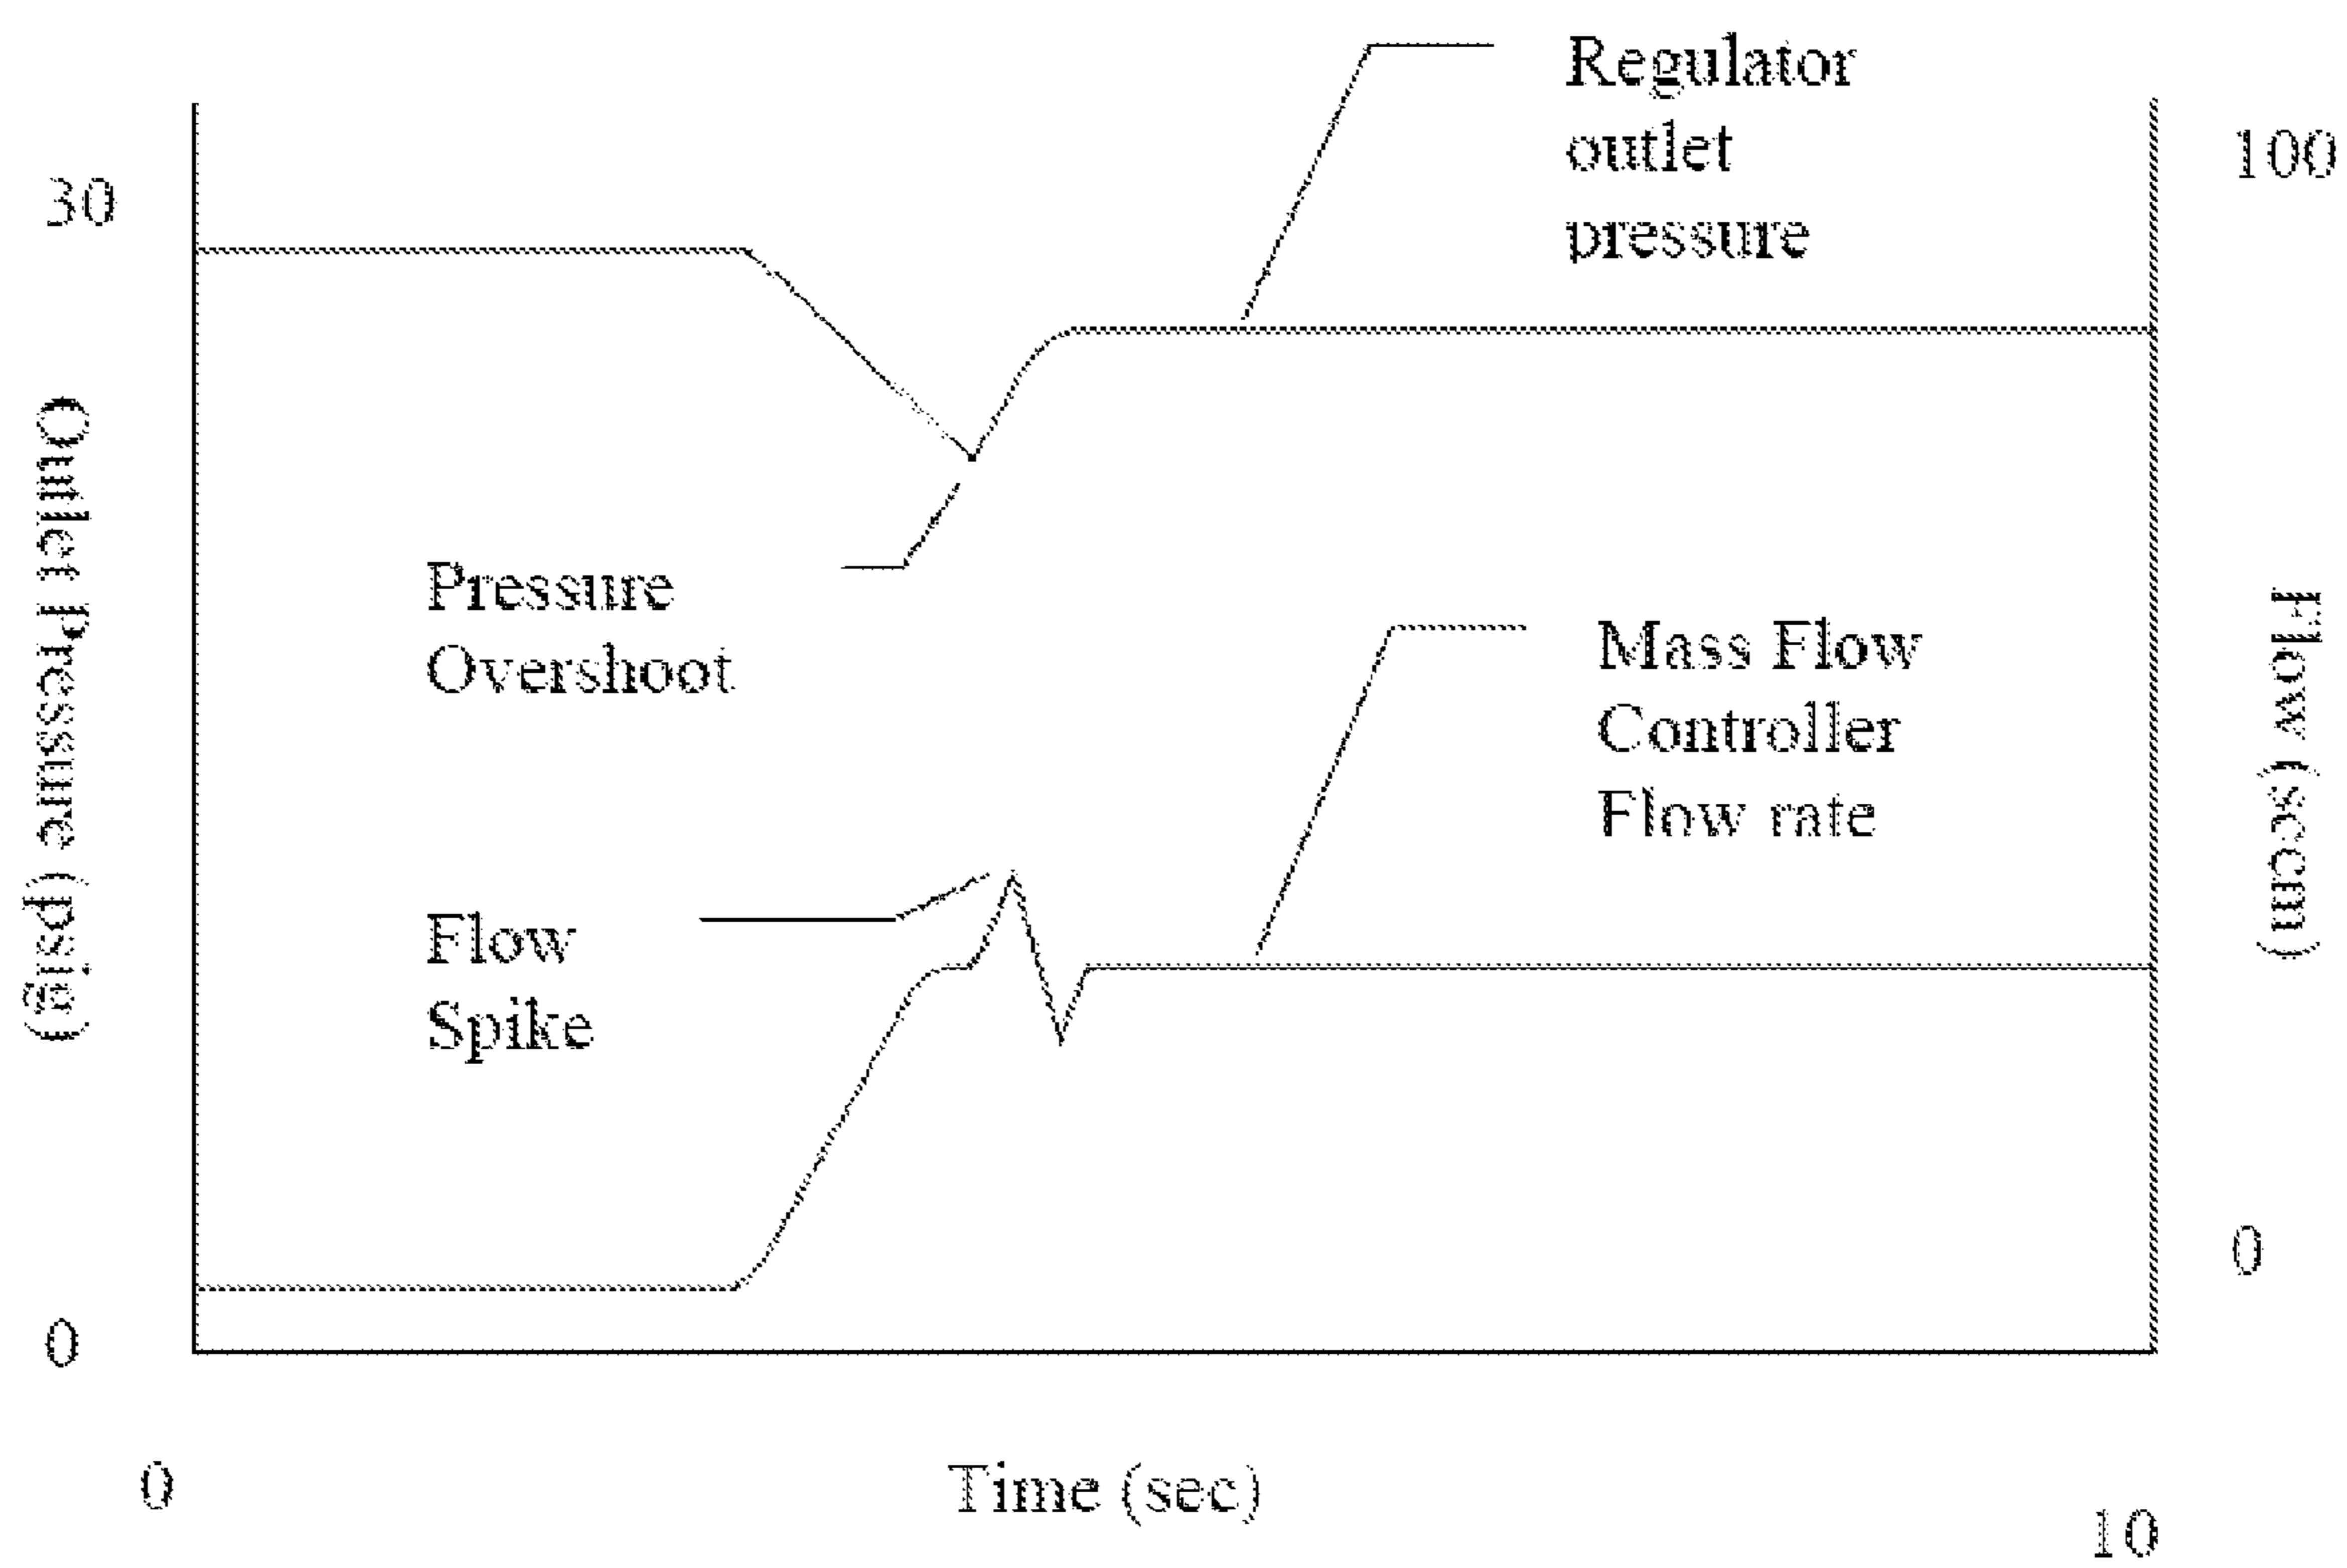 Regulator
outlet
pressure
100
30
Outlet Pressure (psig)
Pressure
Overshoot
Mass Flow
Controller
Flow rate
Flow (sccm)
Flow
Spike
0
0
0
Time (sec)
10